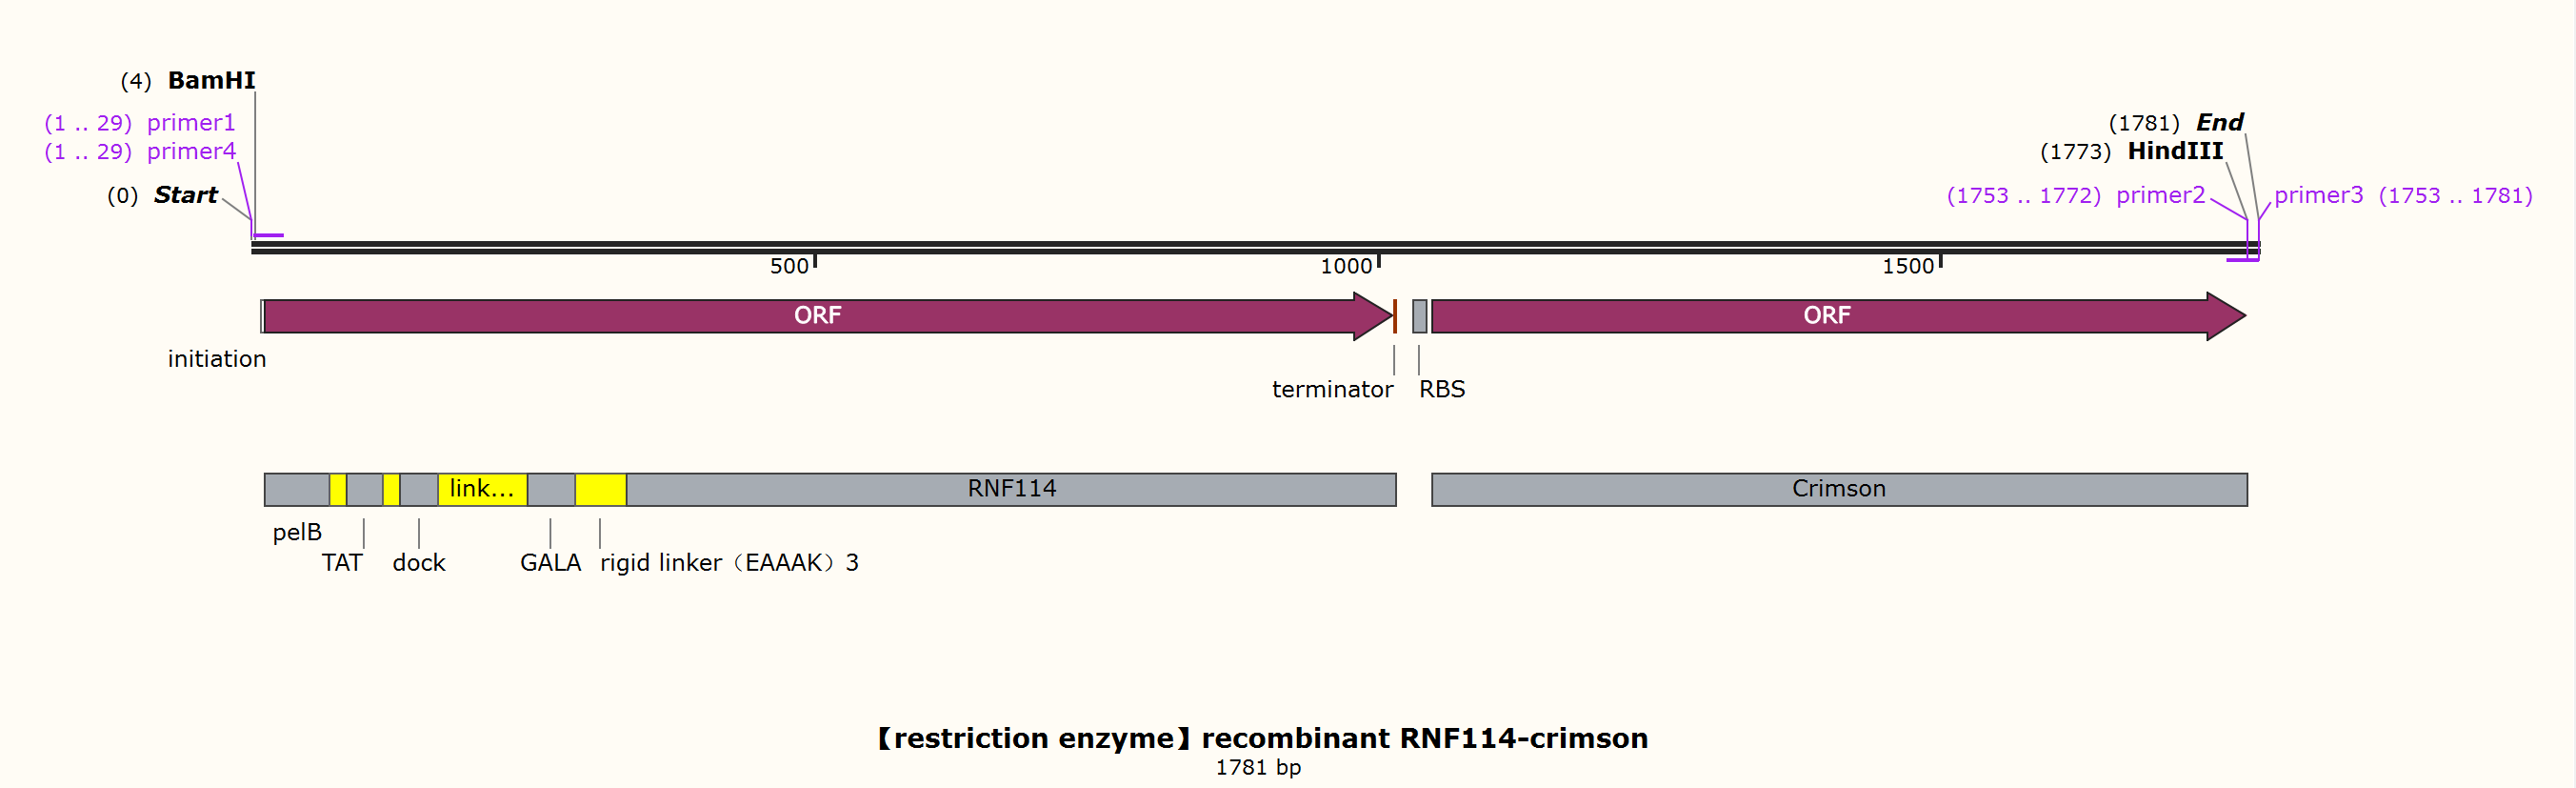 (4) BamHI
(1 .. 29) primer1
(1 .. 29) primer4
(0) Start
(1781) End
(1773) HindIII
(1753 .. 1772) primer2
primer3 (1753 .. 1781)
500
1000
1500
ORF
ORF
initiation
terminator
RBS
link...
RNF114
Crimson
pelB
TAT
dock
GALA
rigid linker（EAAAK）3
【restriction enzyme】recombinant RNF114-crimson
1781 bp